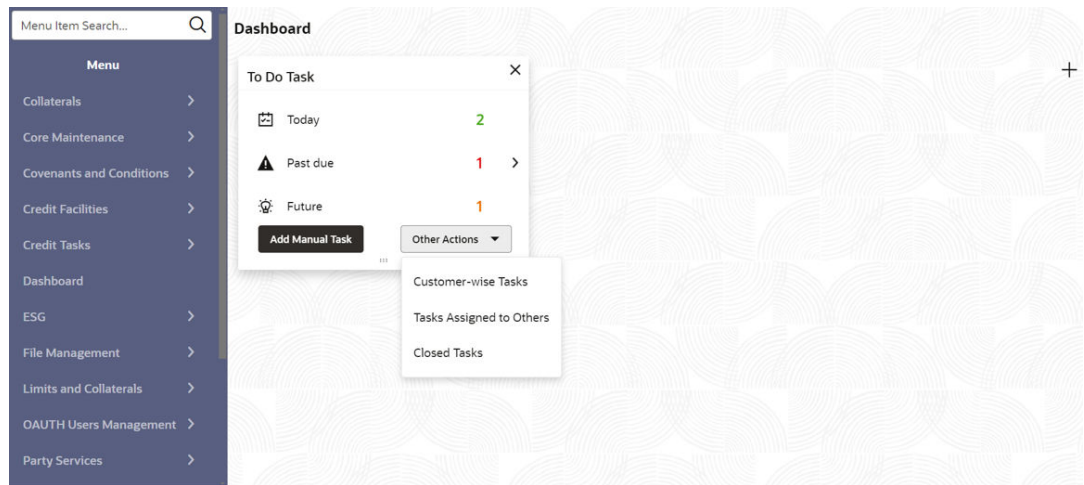 Menu Item Search...
Menu
Collaterals
Core Maintenance
Covenants and Conditions
Credit Facilities
Credit Tasks
Dashboard
ESG
File Management
Limits and Collaterals
OAUTH Users Management
Party Services
Dashboard
To Do Task
Today 2
Past due 1
Future 1
Add Manual Task Other Actions
Customer-wise Tasks
Tasks Assigned to Others
Closed Tasks